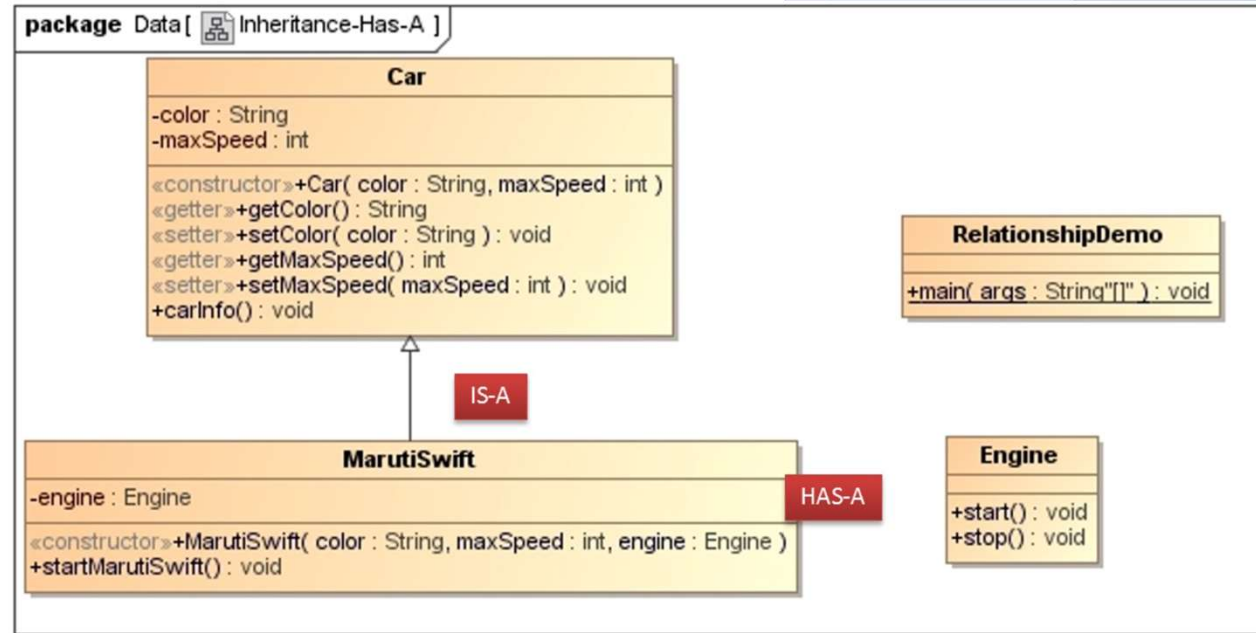 package Data[ Inheritance-Has-A ]
Car
-color : String
-maxSpeed : int
«constructor»+Car( color : String, maxSpeed : int )
«getter»+getColor() : String
«setter»+setColor( color : String ) : void
«getter»+getMaxSpeed() : int
«setter»+setMaxSpeed( maxSpeed : int ) : void
+carInfo() : void
RelationshipDemo
+main( args : String"[]" ) : void
IS-A
MarutiSwift
-engine : Engine
«constructor»+MarutiSwift( color : String, maxSpeed : int, engine : Engine )
+startMarutiSwift() : void
HAS-A
Engine
+start() : void
+stop() : void